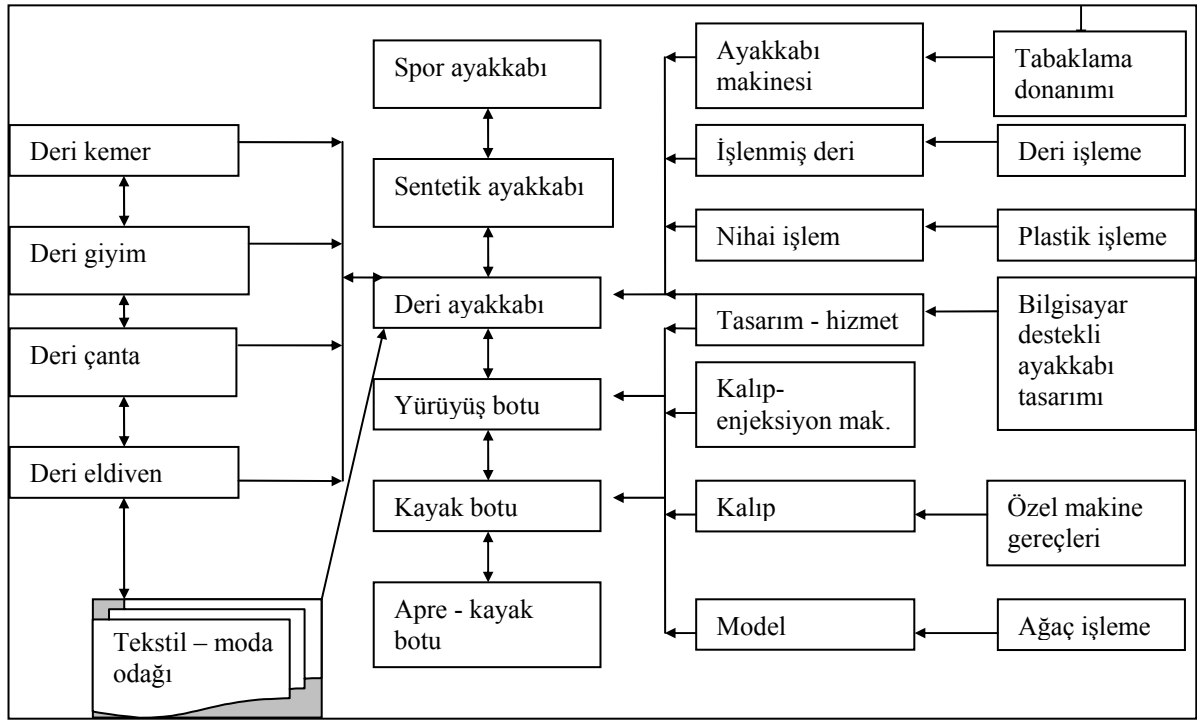 Spor ayakkabı
Ayakkabı
makinesi
Tabaklama
donanımı
Deri kemer
Sentetik ayakkabı
İşlenmiş deri
Deri işleme
Deri giyim
Nihai işlem
Plastik işleme
Deri ayakkabı
Tasarım - hizmet
Bilgisayar
destekli
ayakkabı
tasarımı
Deri çanta
Yürüyüş botu
Kalıp-
enjeksiyon mak.
Deri eldiven
Kayak botu
Kalıp
Özel makine
gereçleri
Apre - kayak
botu
Model
Ağaç işleme
Tekstil – moda
odağı